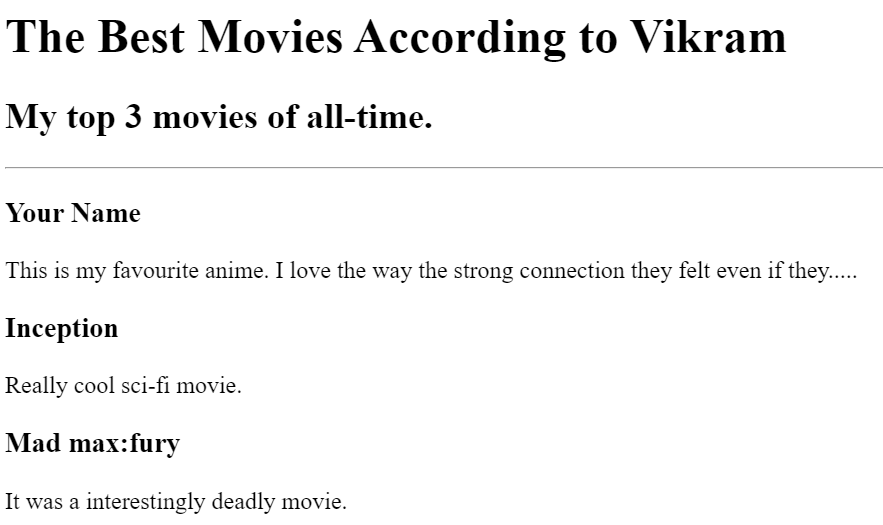 The Best Movies According to Vikram
My top 3 movies of all-time.
Your Name
This is my favourite anime. I love the way the strong connection they felt even if they.....
Inception
Really cool sci-fi movie.
Mad max:fury
It was a interestingly deadly movie.